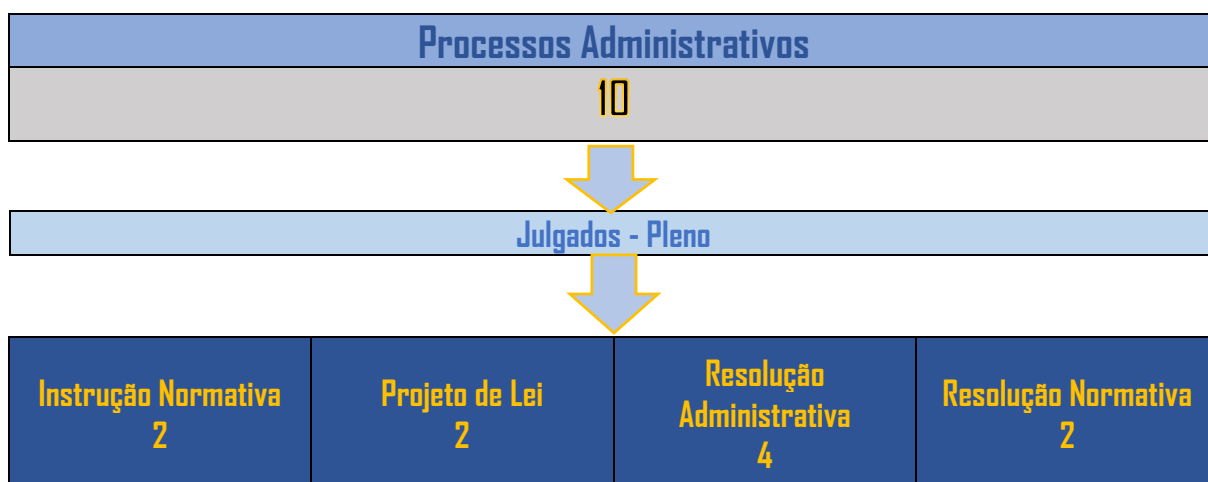 Processos Administrativos
10
Julgados - Pleno
Instrução Normativa
2
Projeto de Lei
2
Resolução
Administrativa
4
Resolução Normativa
2